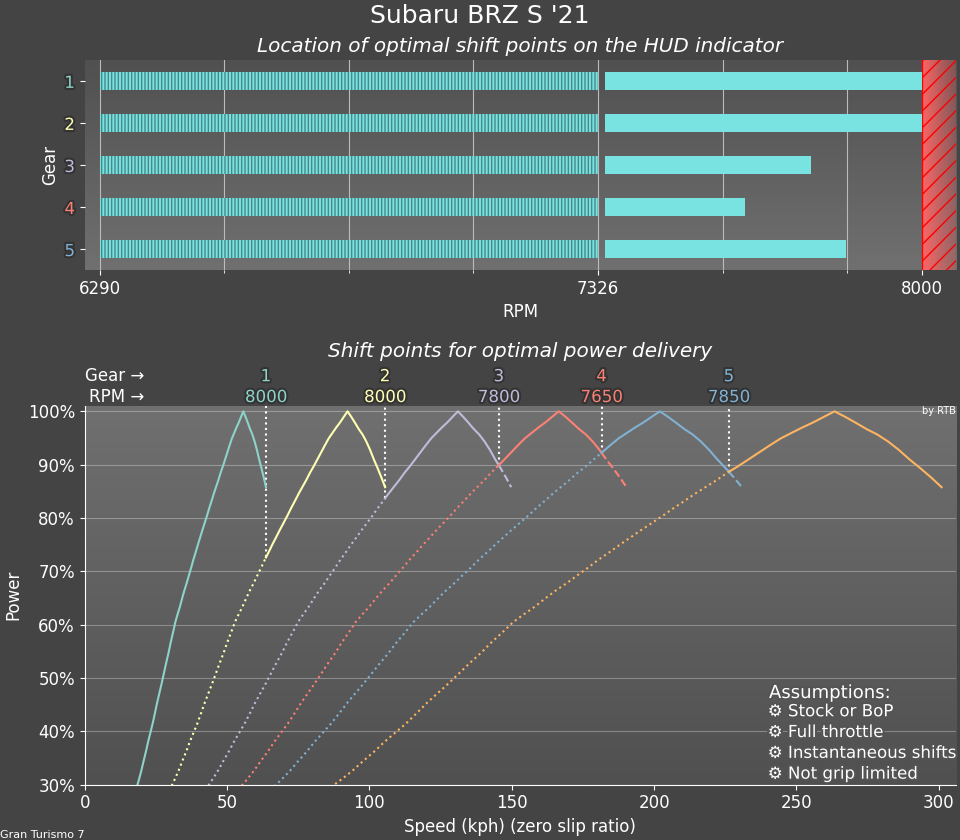 Subaru BRZ S '21
Location of optimal shift points on the HUD indicator
Gear
1
2
3
4
5
6290 7326 8000
RPM
Shift points for optimal power delivery
Gear → 1 2 3 4 5
RPM → 8000 8000 7800 7650 7850
by RTB
Power
100%
90%
80%
70%
60%
50%
40%
30%
Assumptions:
⚙ Stock or BoP
⚙ Full throttle
⚙ Instantaneous shifts
⚙ Not grip limited
0 50 100 150 200 250 300
Speed (kph) (zero slip ratio)
Gran Turismo 7